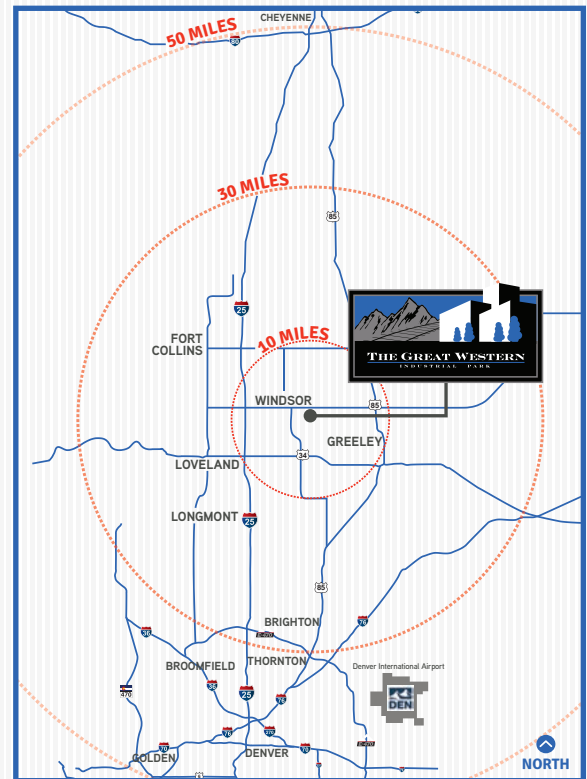 CHEYENNE
50 MILES
80
30 MILES
85
25
10 MILES
FORT
COLLINS
THE GREAT WESTERN
INDUSTRIAL PARK
WINDSOR
85
GREELEY
34
LOVELAND
LONGMONT
25
85
BRIGHTON
76
36
E-470
BROOMFIELD
THORNTON
Denver International Airport
DEN
470
36
25
76
76
270
70
70
E-470
GOLDEN
DENVER
NORTH